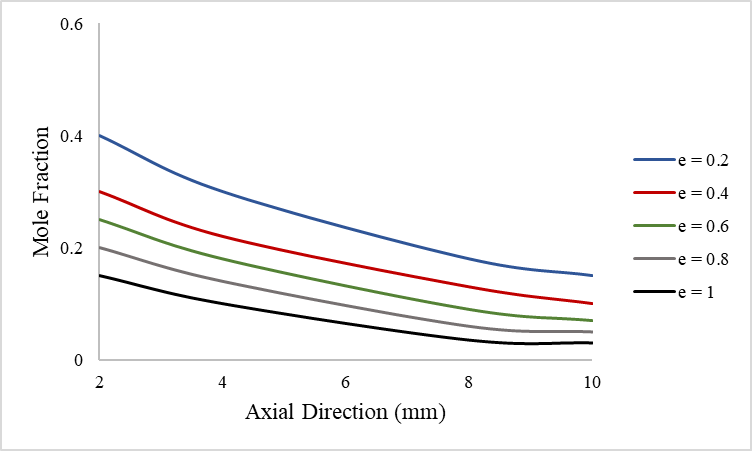 0.6
0.4
0.2
0
Mole Fraction
2
4
6
8
10
Axial Direction (mm)
e = 0.2
e = 0.4
e = 0.6
e = 0.8
e = 1